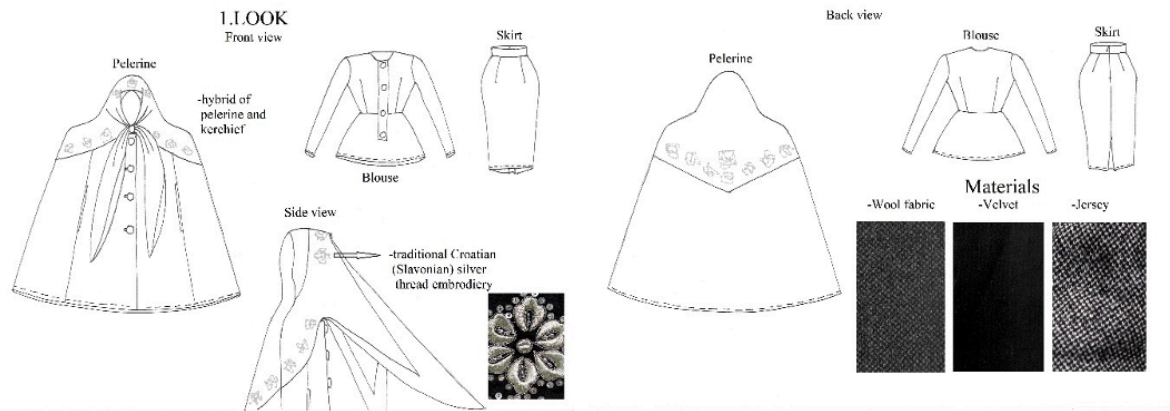 1.LOOK
Front view
Pelerine
-hybrid of
pelerine and
kerchief
Skirt
Blouse
Side view
-traditional Croatian
(Slavonian) silver
thread embrodiery
Back view
Pelerine
Blouse
Skirt
Materials
-Wool fabric
-Velvet
-Jersey